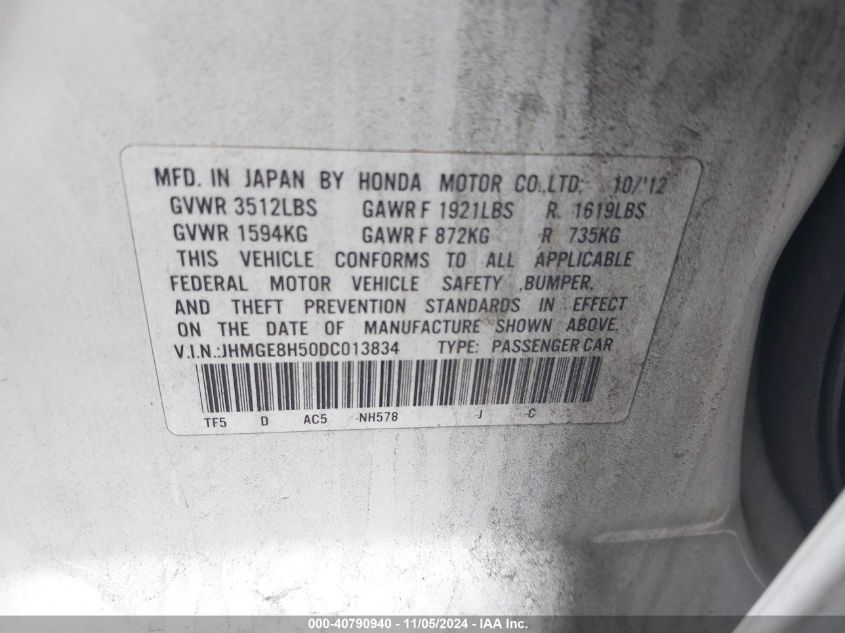 MFD. IN JAPAN BY HONDA MOTOR CO.,LTD; 10/'12
GVWR 3512LBS GAWR F 1921LBS R 1619LBS
GVWR 1594KG GAWR F 872KG R 735KG
THIS VEHICLE CONFORMS TO ALL APPLICABLE
FEDERAL MOTOR VEHICLE SAFETY ,BUMPER,
AND THEFT PREVENTION STANDARDS IN EFFECT
ON THE DATE OF MANUFACTURE SHOWN ABOVE.
V.I.N.:JHMGE8H50DC013834 TYPE: PASSENGER CAR
TF5 D AC5 -NH578 J C
000-40790940 - 11/05/2024 - IAA Inc.